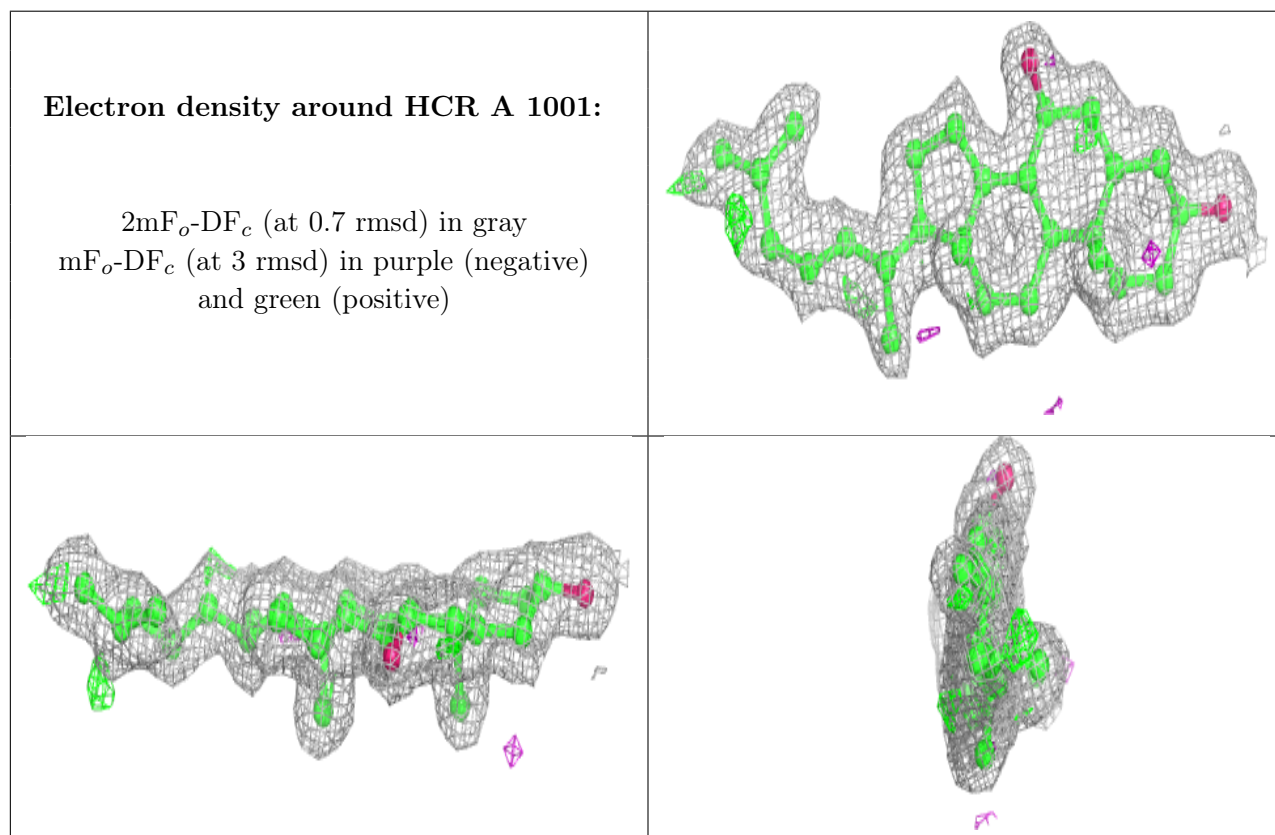 Electron density around HCR A 1001:
2mFo-DFc (at 0.7 rmsd) in gray
mFo-DFc (at 3 rmsd) in purple (negative)
and green (positive)